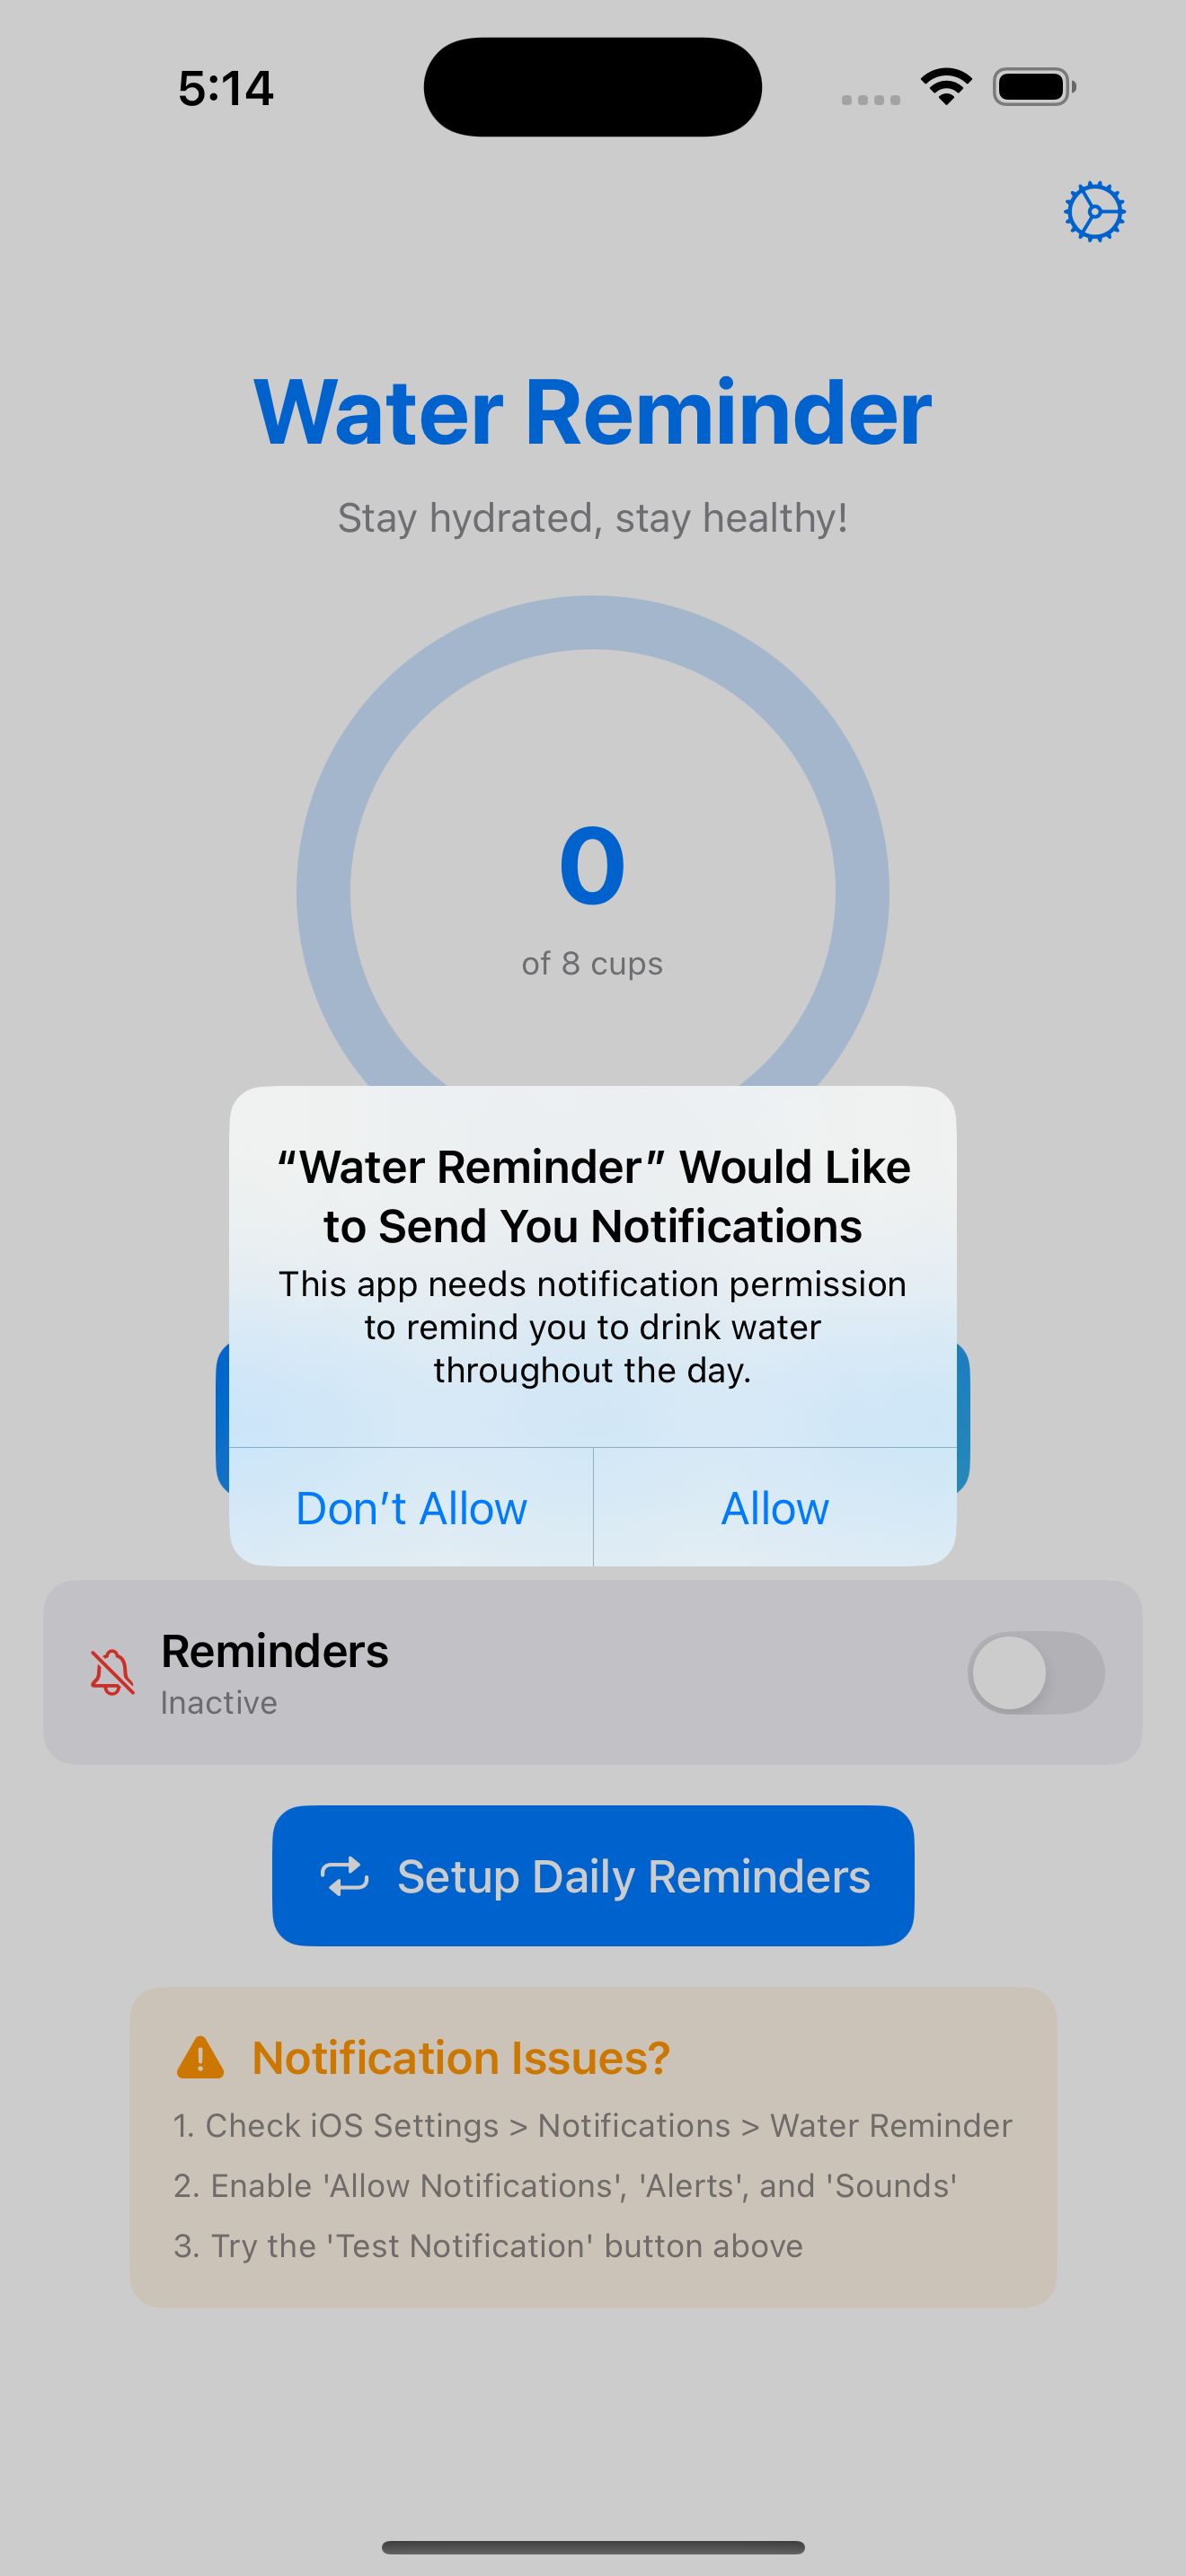 5:14
Water Reminder
Stay hydrated, stay healthy!
0
of 8 cups
“Water Reminder” Would Like
to Send You Notifications
This app needs notification permission
to remind you to drink water
throughout the day.
Don’t Allow
Allow
Reminders
Inactive
Setup Daily Reminders
Notification Issues?
1. Check iOS Settings > Notifications > Water Reminder
2. Enable 'Allow Notifications', 'Alerts', and 'Sounds'
3. Try the 'Test Notification' button above